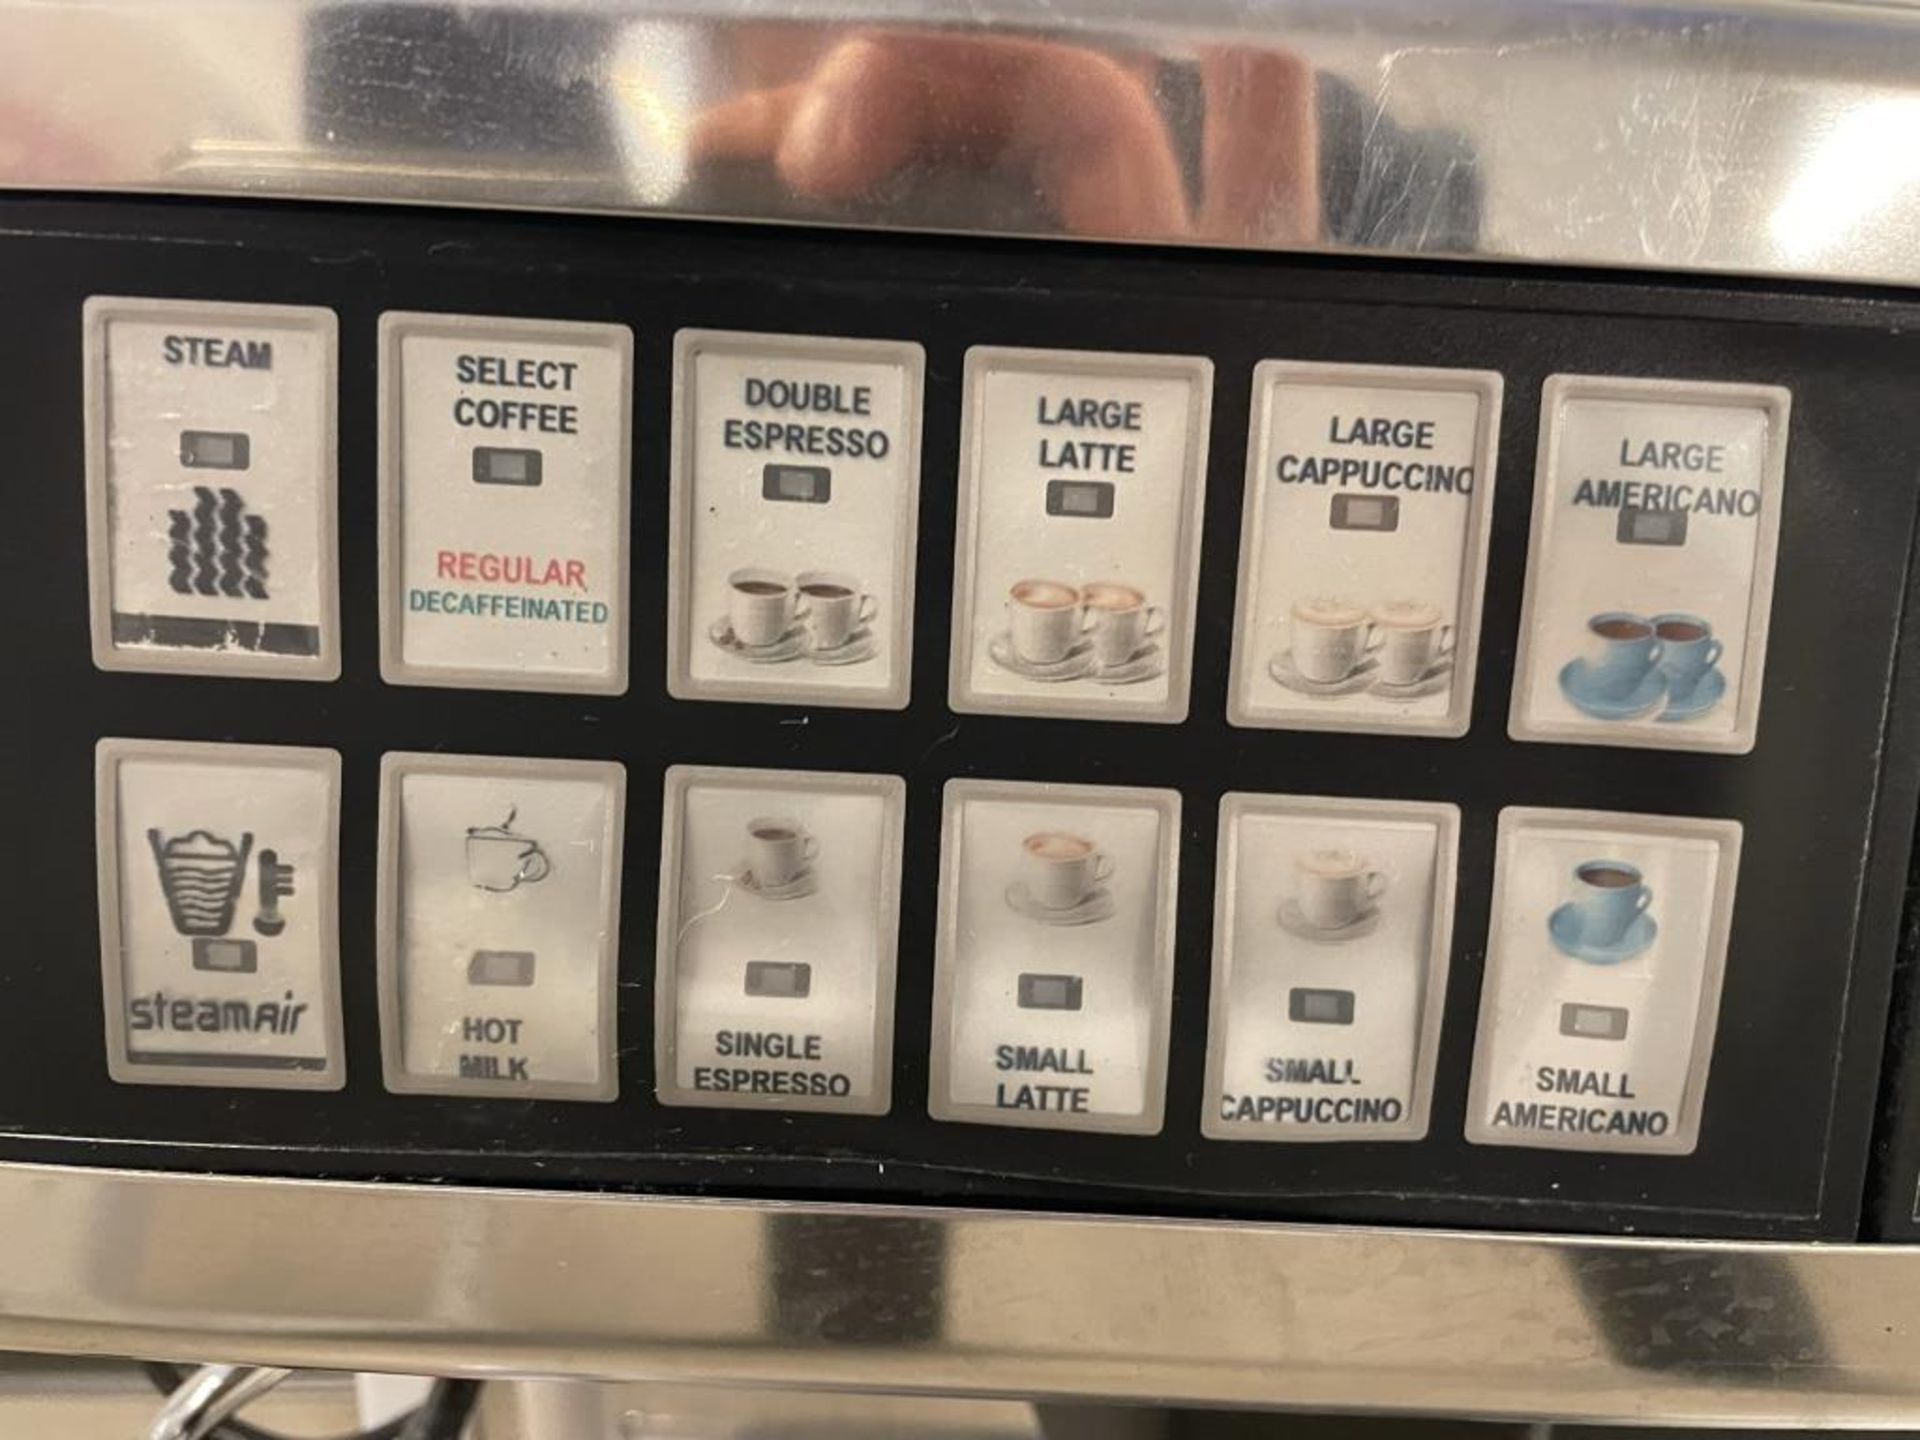 STEAM
SELECT
COFFEE
REGULAR
DECAFFEINATED
DOUBLE
ESPRESSO
LARGE
LATTE
LARGE
CAPPUCCINO
LARGE
AMERICANO
steamAir
HOT
MILK
SINGLE
ESPRESSO
SMALL
LATTE
SMALL
CAPPUCCINO
SMALL
AMERICANO